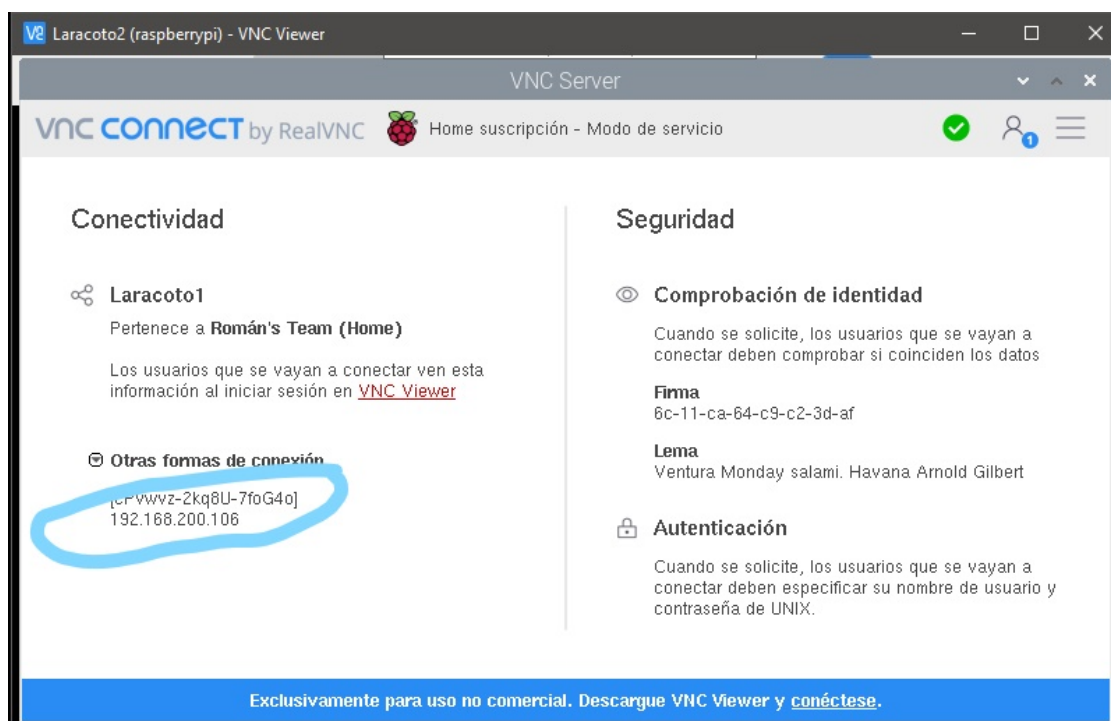 Laracoto2 (raspberrypi) - VNC Viewer
VNC Server
VNC CONNECT by RealVNC
Home suscripción - Modo de servicio
1
Conectividad
Laracoto1
Pertenece a Román's Team (Home)
Los usuarios que se vayan a conectar ven esta
información al iniciar sesión en VNC Viewer
Otras formas de conexión
192.168.200.106
Seguridad
Comprobación de identidad
Cuando se solicite, los usuarios que se vayan a
conectar deben comprobar si coinciden los datos
Firma
6c-11-ca-64-c9-c2-3d-af
Lema
Ventura Monday salami. Havana Arnold Gilbert
Autenticación
Cuando se solicite, los usuarios que se vayan a
conectar deben especificar su nombre de usuario y
contraseña de UNIX.
Exclusivamente para uso no comercial. Descargue VNC Viewer y conéctese.